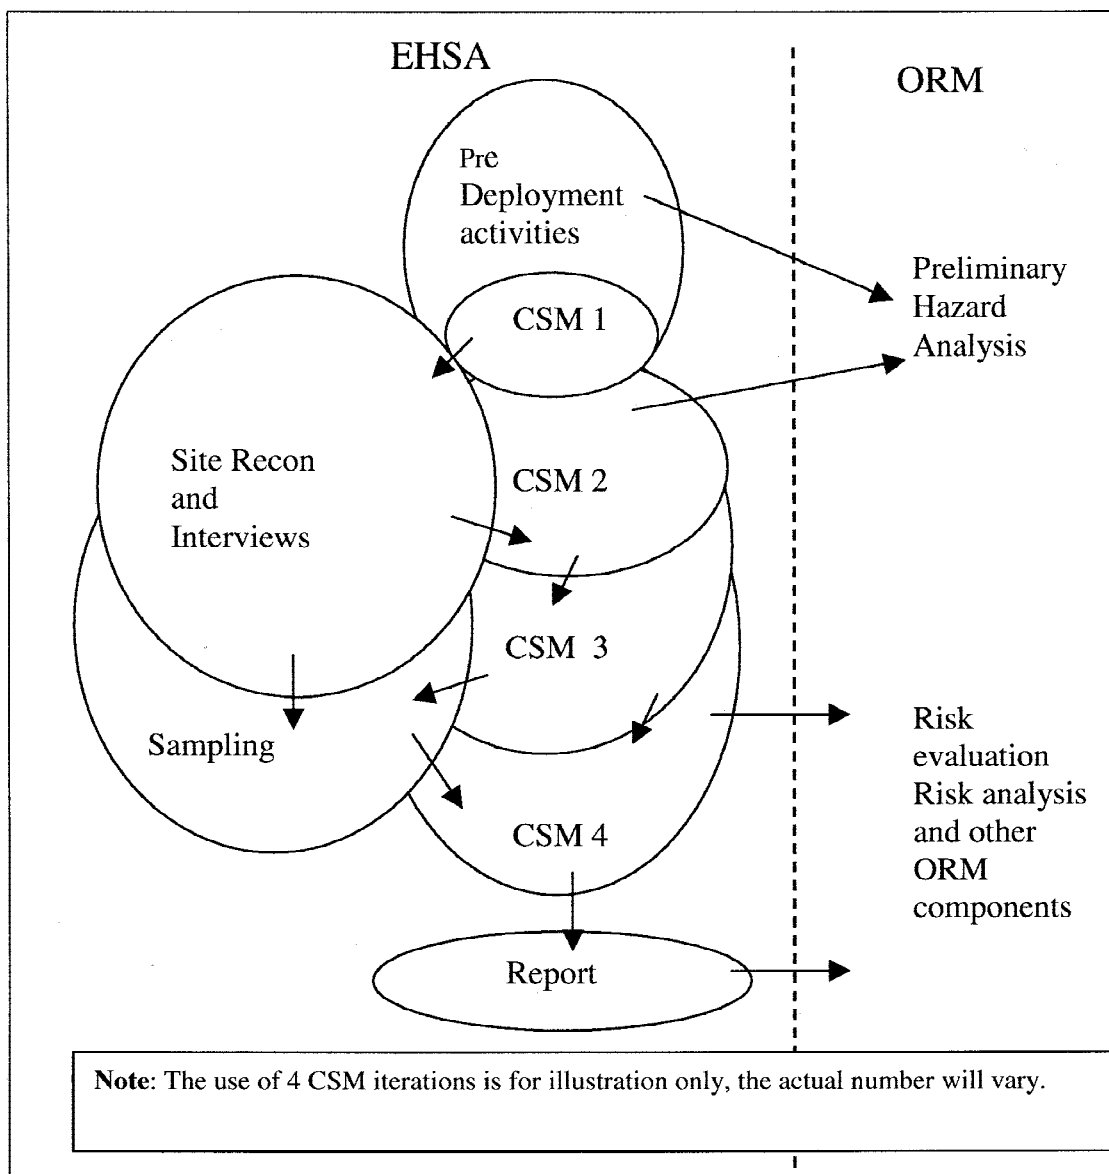 EHSA
ORM
Pre
Deployment
activities
Preliminary
Hazard
Analysis
CSM 1
Site Recon
and
Interviews
CSM 2
CSM 3
Sampling
CSM 4
Risk
evaluation
Risk analysis
and other
ORM
components
Report
Note: The use of 4 CSM iterations is for illustration only, the actual number will vary.